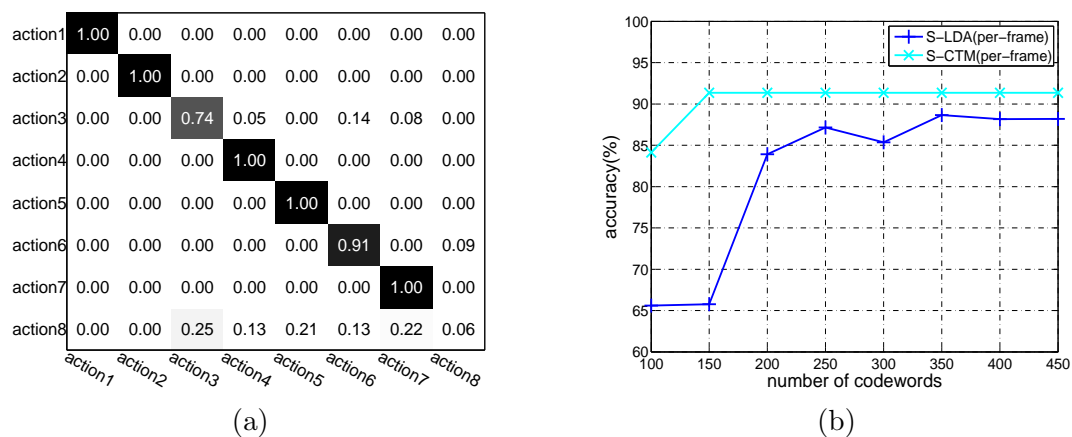 action1 1.00 0.00 0.00 0.00 0.00 0.00 0.00 0.00
action2 0.00 1.00 0.00 0.00 0.00 0.00 0.00 0.00
action3 0.00 0.00 0.74 0.05 0.00 0.14 0.08 0.00
action4 0.00 0.00 0.00 1.00 0.00 0.00 0.00 0.00
action5 0.00 0.00 0.00 0.00 1.00 0.00 0.00 0.00
action6 0.00 0.00 0.00 0.00 0.00 0.91 0.00 0.09
action7 0.00 0.00 0.00 0.00 0.00 0.00 1.00 0.00
action8 0.00 0.00 0.25 0.13 0.21 0.13 0.22 0.06
action1 action2 action3 action4 action5 action6 action7 action8
(a)
100
95
90
85
80
75
70
65
60
accuracy(%)
S-LDA(per-frame)
S-CTM(per-frame)
100 150 200 250 300 350 400 450
number of codewords
(b)